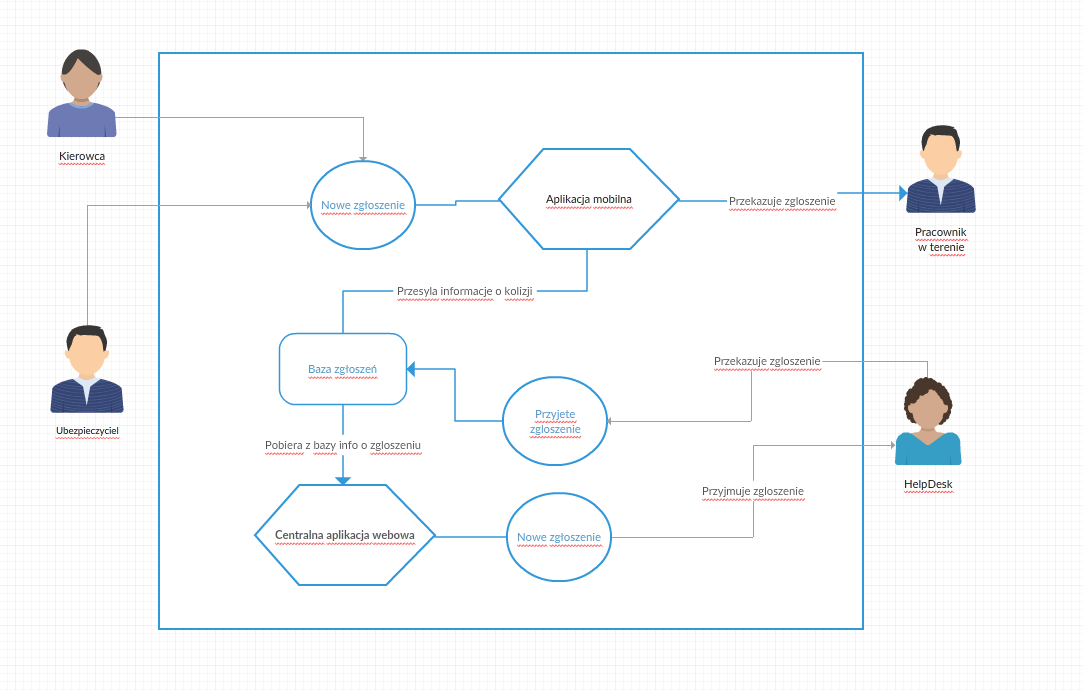 Kierowca
Nowe zgłoszenie
Aplikacja mobilna
Przekazuje zgloszenie
Pracownik
w terenie
Przesyla informacje o kolizji
Baza zgłoszeń
Przekazuje zgloszenie
Ubezpieczyciel
Przyjete
zgloszenie
Pobiera z bazy info o zgloszeniu
HelpDesk
Przyjmuje zgloszenie
Centralna aplikacja webowa
Nowe zgłoszenie